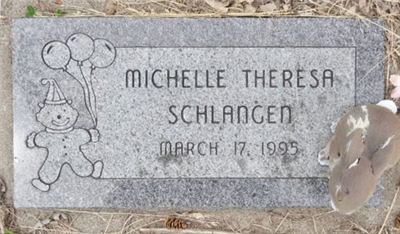 MICHELLE THERESA
SCHLANGEN
MARCH 17, 1995